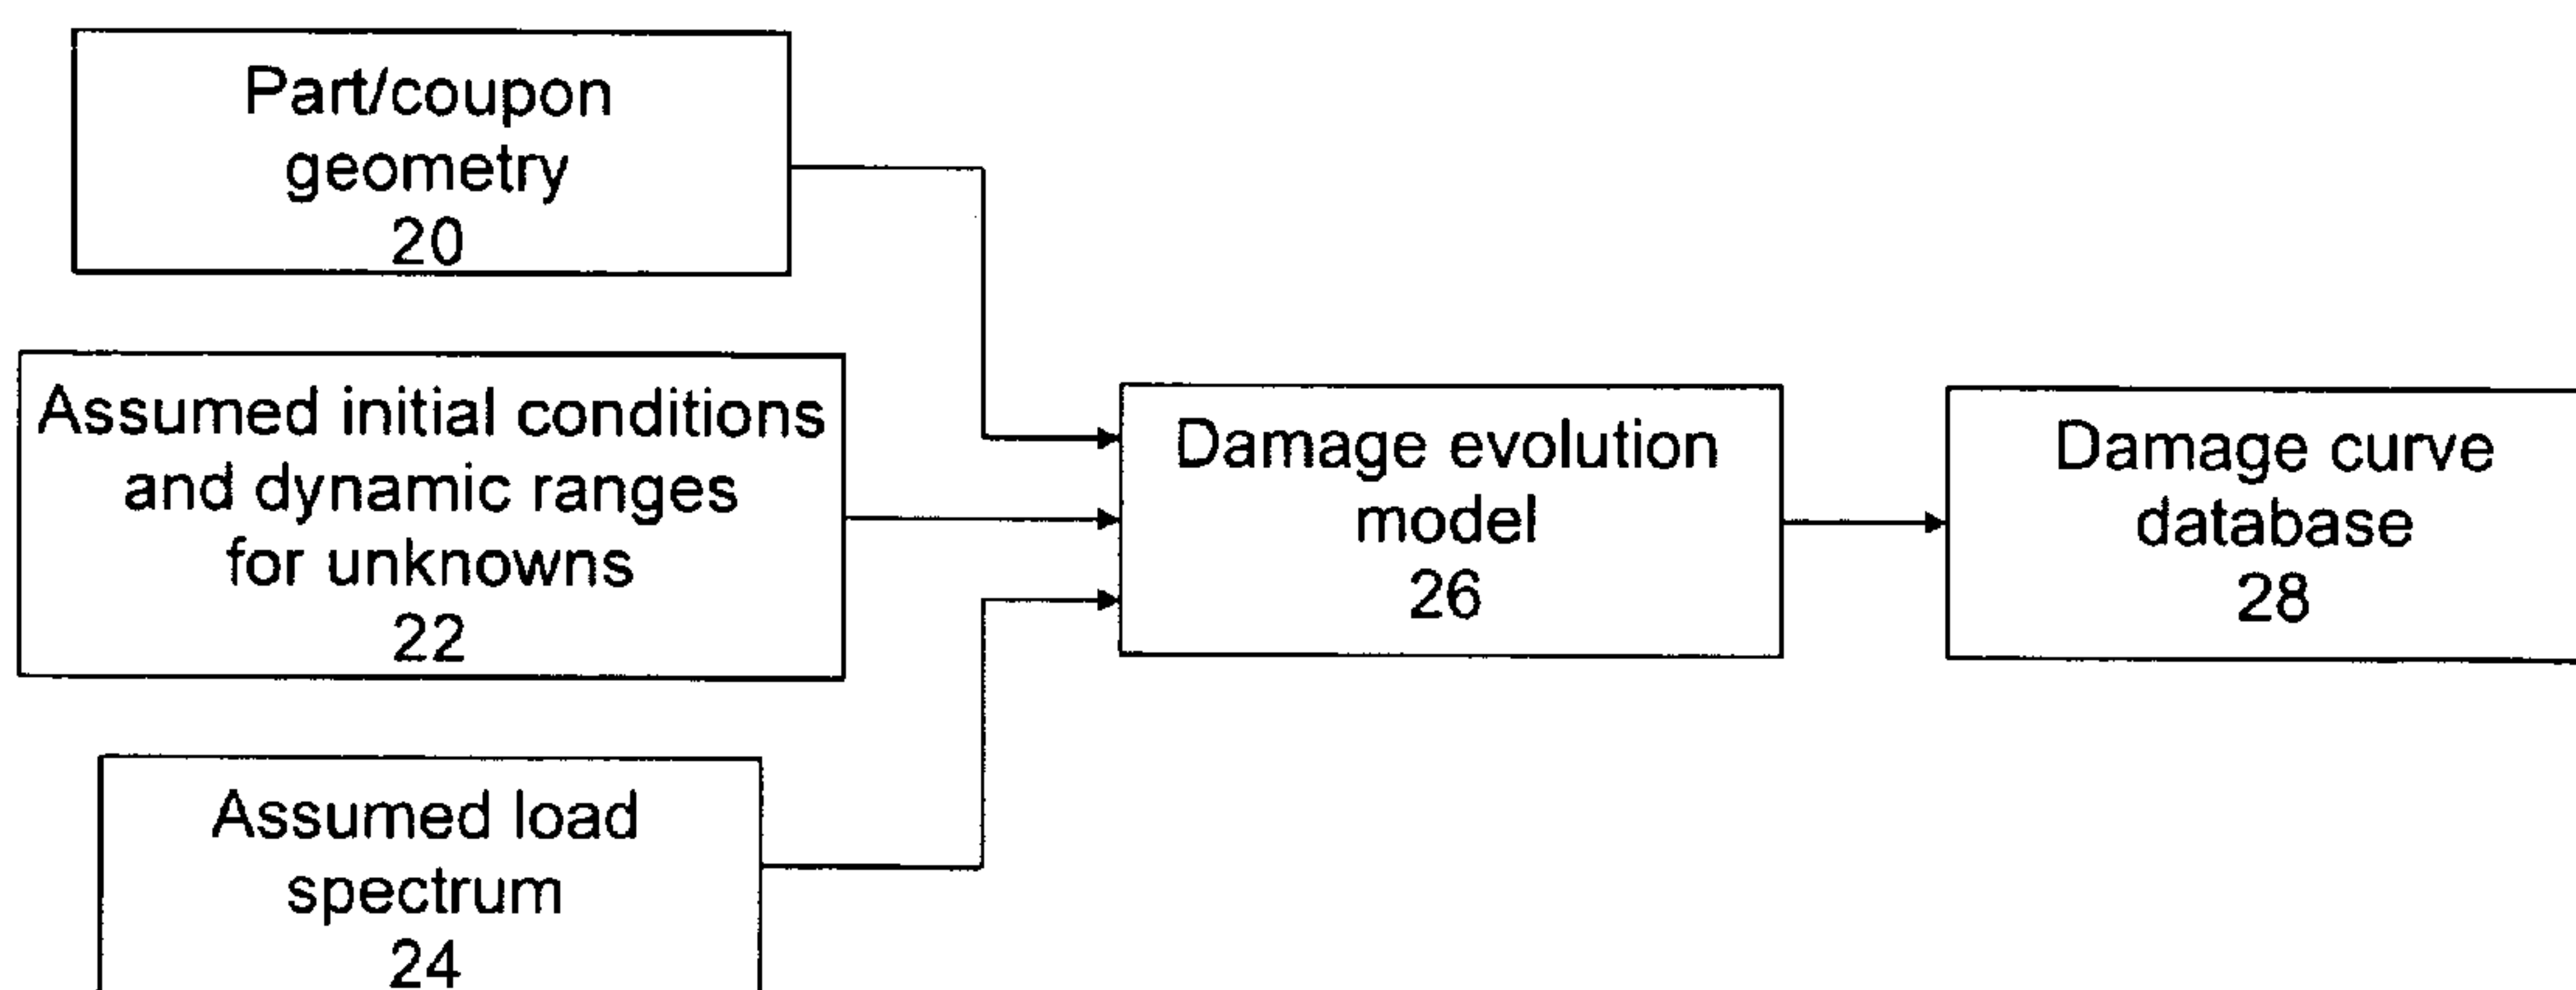 Part/coupon
geometry
20
Assumed initial conditions
and dynamic ranges
for unknowns
22
Assumed load
spectrum
24
Damage evolution
model
26
Damage curve
database
28